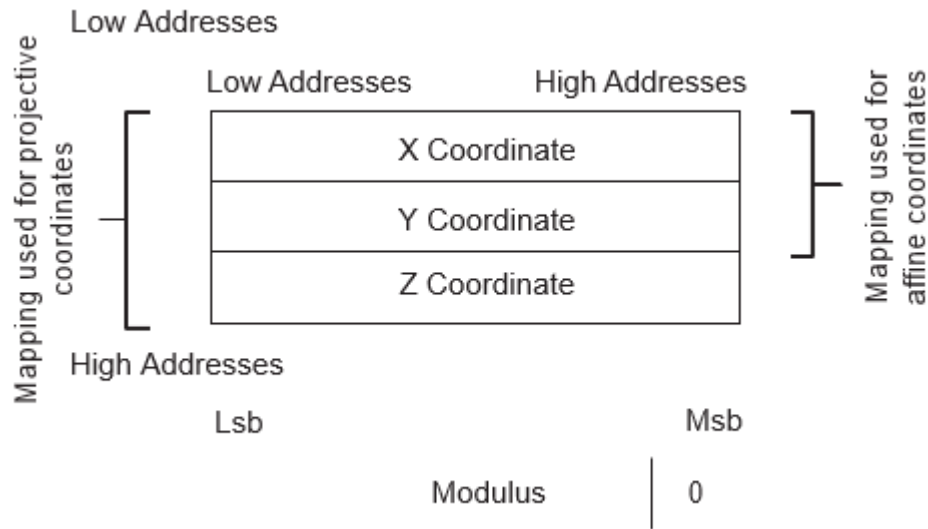 Low Addresses
Low Addresses High Addresses
Mapping used for projective
coordinates
X Coordinate
Y Coordinate
Z Coordinate
Mapping used for
affine coordinates
High Addresses
Lsb Msb
Modulus 0